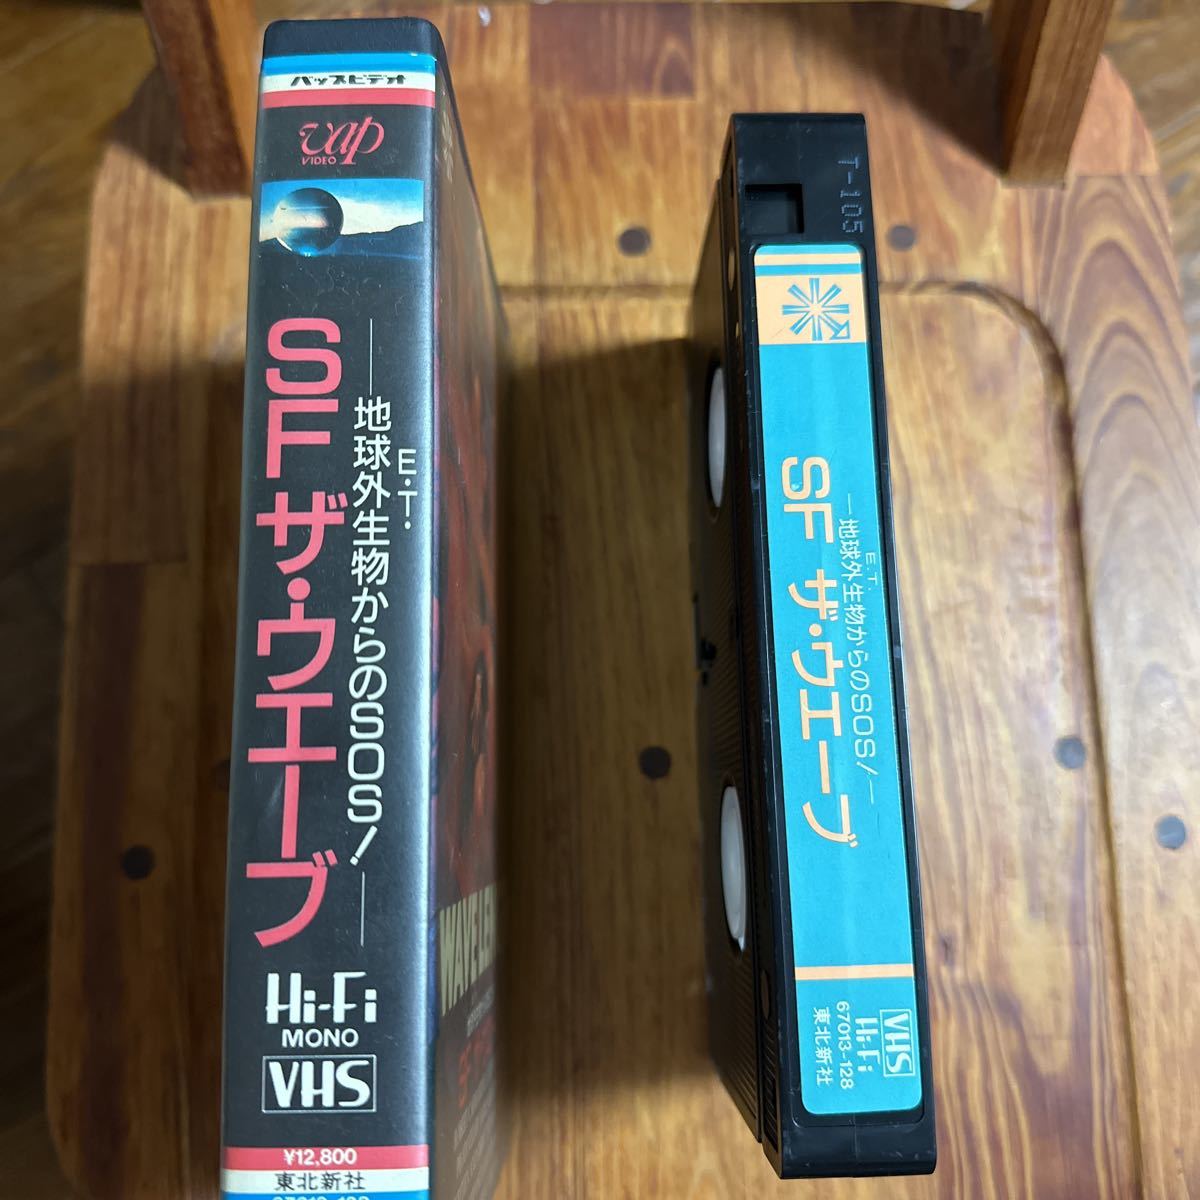 バップビデオ
vap
VIDEO
SF ザ・ウエーブ
E.T.
―地球外生物からのSOS!―
Hi-Fi
MONO
VHS
¥12,800
東北新社
67013-128
T-105
E.T.
―地球外生物からのSOS!―
SF ザ・ウエーブ
VHS
Hi-Fi
67013-128
東北新社